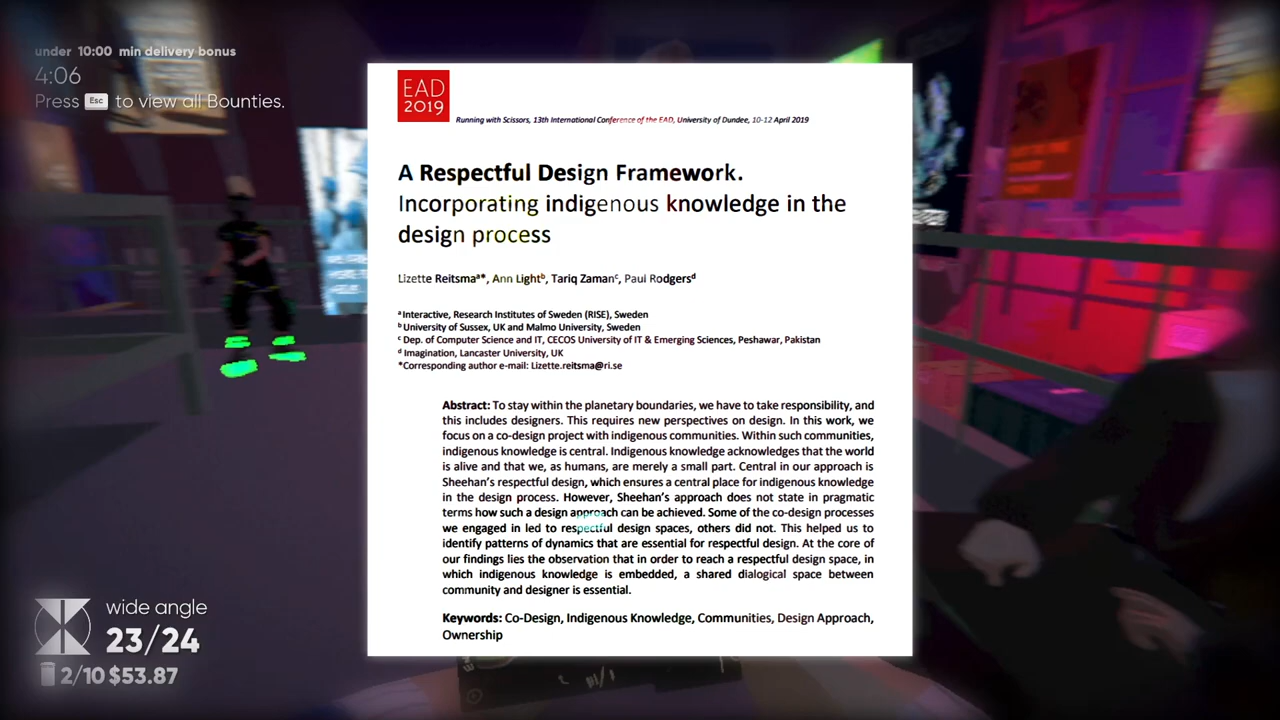 under 10:00 min delivery bonus
4:06
Press Esc to view all Bounties.
EAD
2019
Running with Scissors, 13th International Conference of the EAD, University of Dundee, 10-12 April 2019
A Respectful Design Framework.
Incorporating indigenous knowledge in the
design process
Lizette Reitsmaᵃ*, Ann Lightᵇ, Tariq Zamanᶜ, Paul Rodgersᵈ
ᵃ Interactive, Research Institutes of Sweden (RISE), Sweden
ᵇ University of Sussex, UK and Malmo University, Sweden
ᶜ Dep. of Computer Science and IT, CECOS University of IT & Emerging Sciences, Peshawar, Pakistan
ᵈ Imagination, Lancaster University, UK
*Corresponding author e-mail: Lizette.reitsma@ri.se
Abstract: To stay within the planetary boundaries, we have to take responsibility, and
this includes designers. This requires new perspectives on design. In this work, we
focus on a co-design project with indigenous communities. Within such communities,
indigenous knowledge is central. Indigenous knowledge acknowledges that the world
is alive and that we, as humans, are merely a small part. Central in our approach is
Sheehan's respectful design, which ensures a central place for indigenous knowledge
in the design process. However, Sheehan's approach does not state in pragmatic
terms how such a design approach can be achieved. Some of the co-design processes
we engaged in led to respectful design spaces, others did not. This helped us to
identify patterns of dynamics that are essential for respectful design. At the core of
our findings lies the observation that in order to reach a respectful design space, in
which indigenous knowledge is embedded, a shared dialogical space between
community and designer is essential.
Keywords: Co-Design, Indigenous Knowledge, Communities, Design Approach,
Ownership
wide angle
23/24
2/10 $53.87